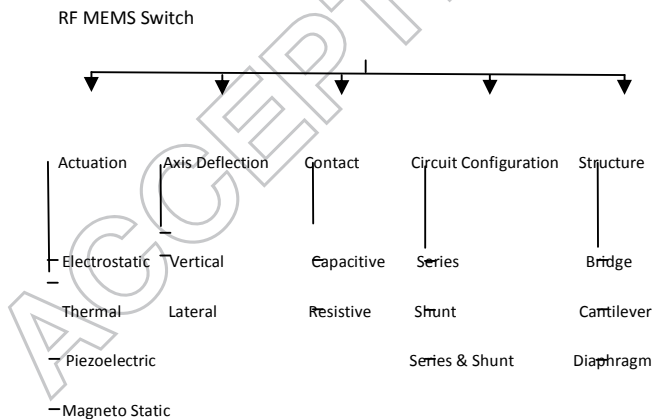 RF MEMS Switch
Actuation Axis Deflection Contact Circuit Configuration Structure
Electrostatic Vertical Capacitive Series Bridge
Thermal Lateral Resistive Shunt Cantilever
Piezoelectric Series & Shunt Diaphragm
Magneto Static
ACCEPT